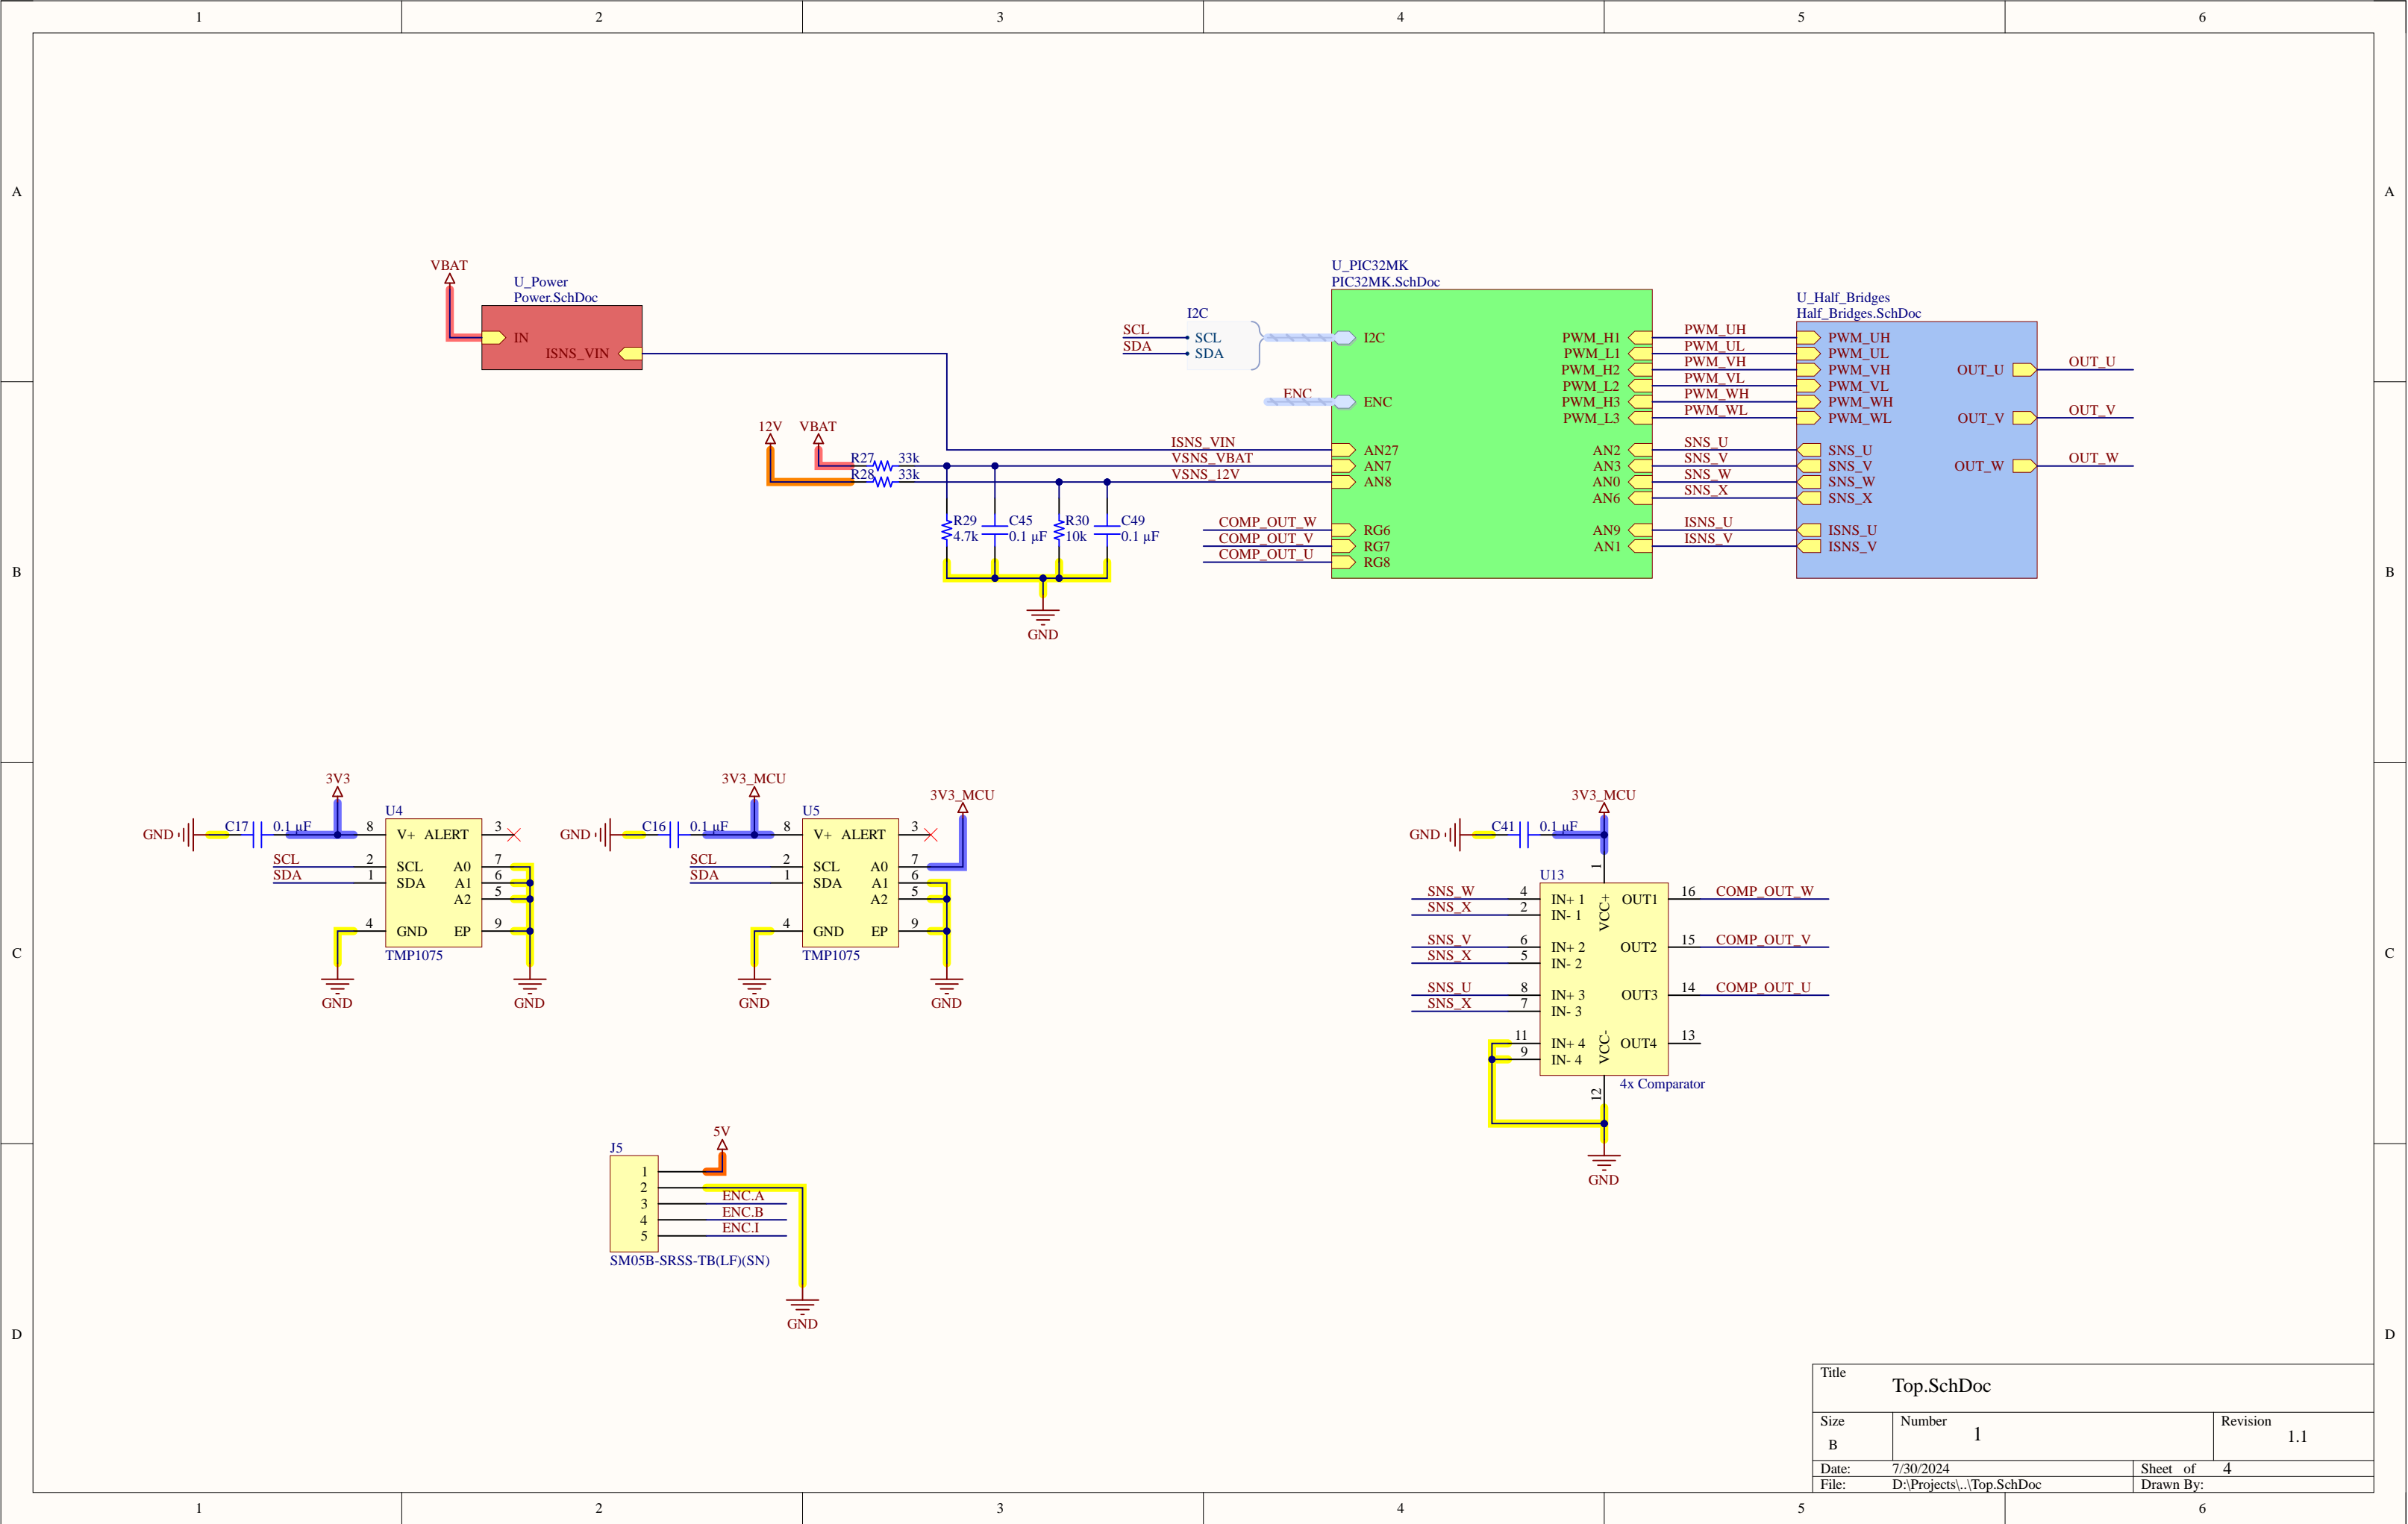 1 2 3 4 5 6
A A
VBAT
U_Power
Power.SchDoc
IN
ISNS_VIN
U_PIC32MK
PIC32MK.SchDoc
I2C
SCL SCL
SDA SDA
I2C
ENC ENC
ISNS_VIN AN27
VSNS_VBAT AN7
VSNS_12V AN8
COMP_OUT_W RG6
COMP_OUT_V RG7
COMP_OUT_U RG8
PWM_H1 PWM_UH
PWM_L1 PWM_UL
PWM_H2 PWM_VH
PWM_L2 PWM_VL
PWM_H3 PWM_WH
PWM_L3 PWM_WL
AN2 SNS_U
AN3 SNS_V
AN0 SNS_W
AN6 SNS_X
AN9 ISNS_U
AN1 ISNS_V
U_Half_Bridges
Half_Bridges.SchDoc
PWM_UH
PWM_UL
PWM_VH
PWM_VL
PWM_WH
PWM_WL
SNS_U
SNS_V
SNS_W
SNS_X
ISNS_U
ISNS_V
OUT_U OUT_U
OUT_V OUT_V
OUT_W OUT_W
12V VBAT
R27 33k
R28 33k
R29 C45 R30 C49
4.7k 0.1 µF 10k 0.1 µF
GND
B B
3V3
U4
GND C17 0.1 µF 8 V+ ALERT 3
SCL 2 SCL A0 7
SDA 1 SDA A1 6
A2 5
4 GND EP 9
TMP1075
GND GND
3V3_MCU 3V3_MCU
U5
GND C16 0.1 µF 8 V+ ALERT 3
SCL 2 SCL A0 7
SDA 1 SDA A1 6
A2 5
4 GND EP 9
TMP1075
GND GND
3V3_MCU
GND C41 0.1 µF
1
U13
SNS_W 4 IN+ 1 VCC+ OUT1 16 COMP_OUT_W
SNS_X 2 IN- 1
SNS_V 6 IN+ 2 OUT2 15 COMP_OUT_V
SNS_X 5 IN- 2
SNS_U 8 IN+ 3 OUT3 14 COMP_OUT_U
SNS_X 7 IN- 3
11 IN+ 4 VCC- OUT4 13
9 IN- 4
4x Comparator
12
GND
C C
5V
J5
1
2
3 ENC.A
4 ENC.B
5 ENC.I
SM05B-SRSS-TB(LF)(SN)
GND
D D
Title
Top.SchDoc
Size Number Revision
B 1 1.1
Date: 7/30/2024 Sheet of 4
File: D:\Projects\..\Top.SchDoc Drawn By:
1 2 3 4 5 6